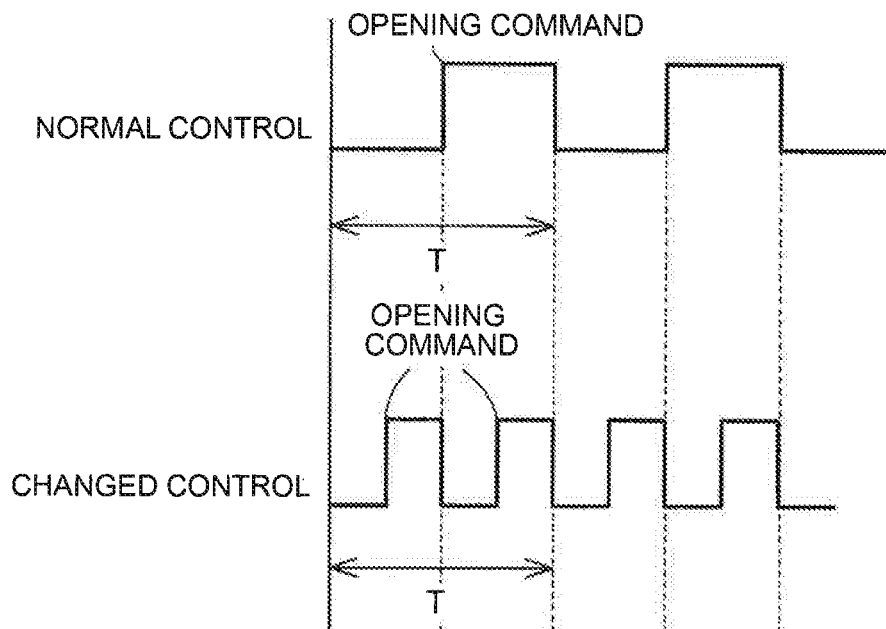 OPENING COMMAND
NORMAL CONTROL
T
OPENING
COMMAND
CHANGED CONTROL
T